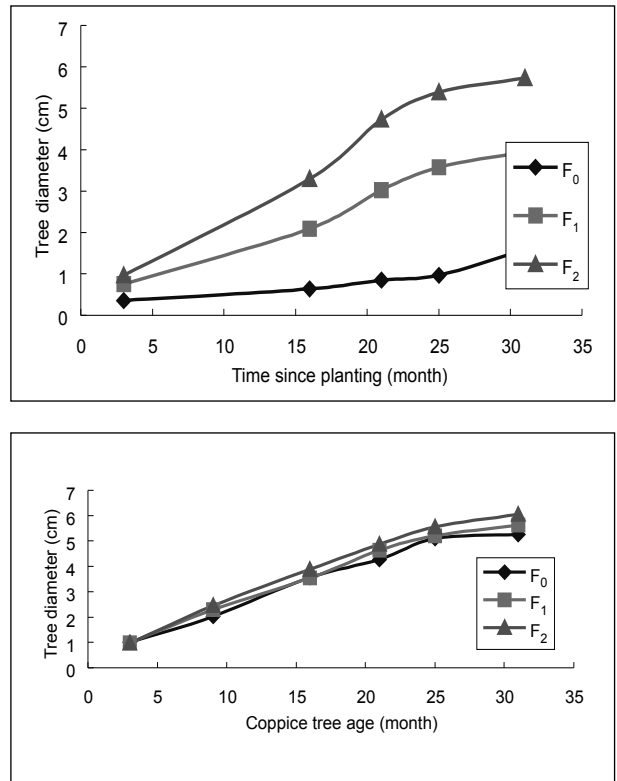 7
6
5
4
3
2
1
0
Tree diameter (cm)
F0
F1
F2
0 5 10 15 20 25 30 35
Time since planting (month)
7
6
5
4
3
2
1
0
Tree diameter (cm)
F0
F1
F2
0 5 10 15 20 25 30 35
Coppice tree age (month)